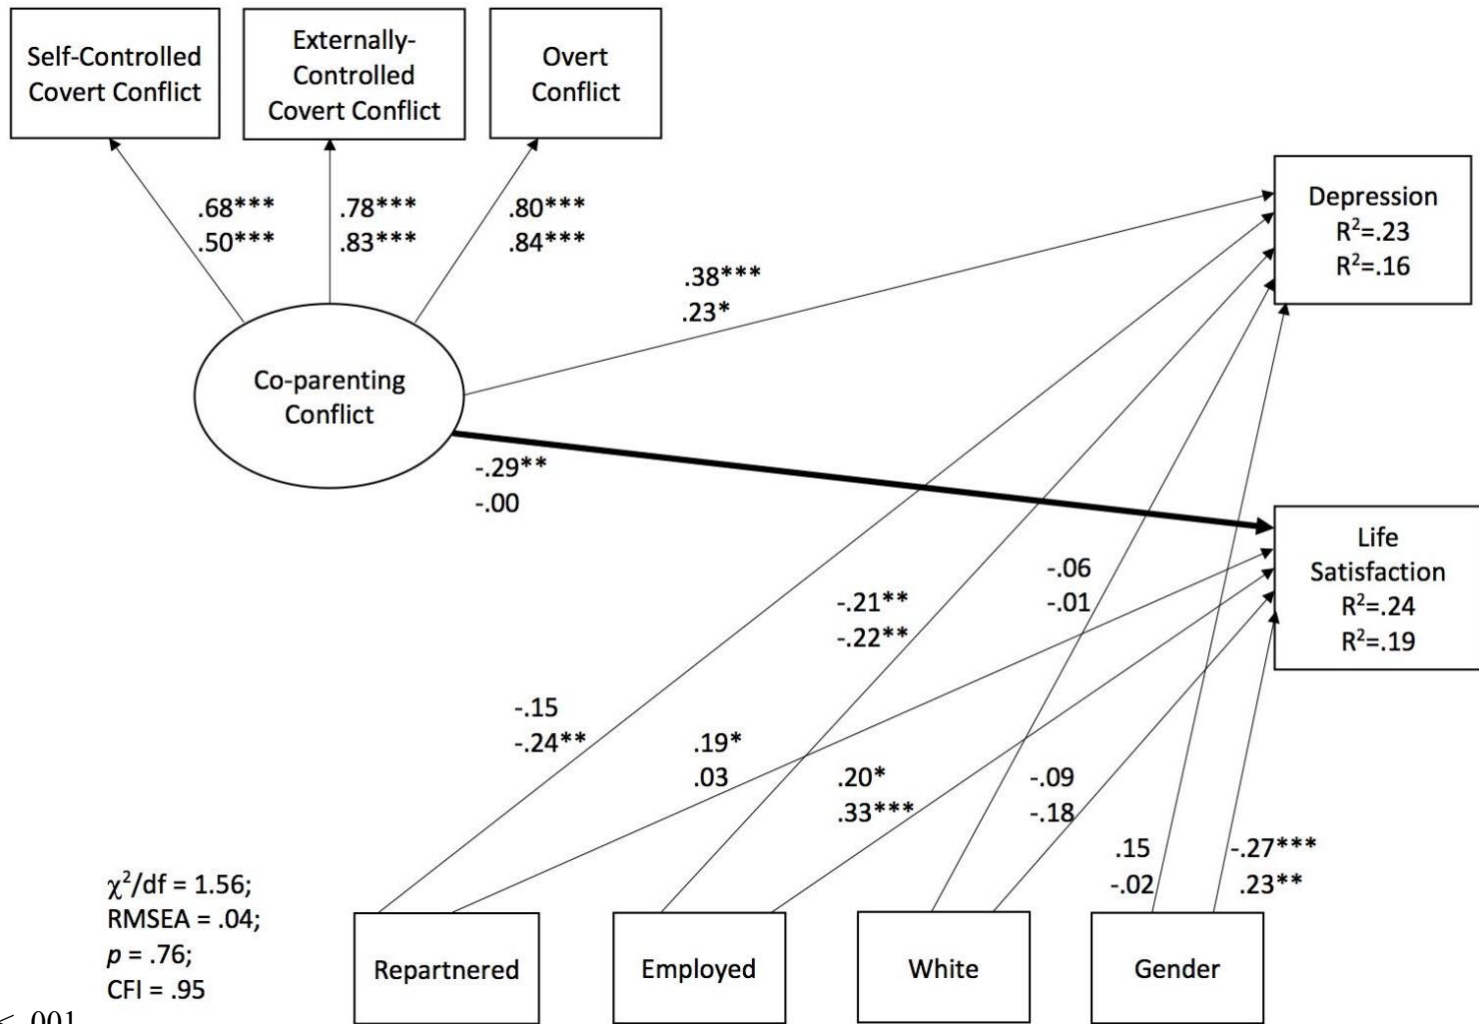 Self-Controlled
Covert Conflict
Externally-
Controlled
Covert Conflict
Overt
Conflict
.68***
.50***
.78***
.83***
.80***
.84***
Depression
R²=.23
R²=.16
.38***
.23*
Co-parenting
Conflict
-.29**
-.00
Life
Satisfaction
R²=.24
R²=.19
-.06
-.01
-.21**
-.22**
-.15
-.24**
.19*
.03
.20*
.33***
-.09
-.18
.15
-.02
-.27***
.23**
χ²/df = 1.56;
RMSEA = .04;
p = .76;
CFI = .95
Repartnered
Employed
White
Gender